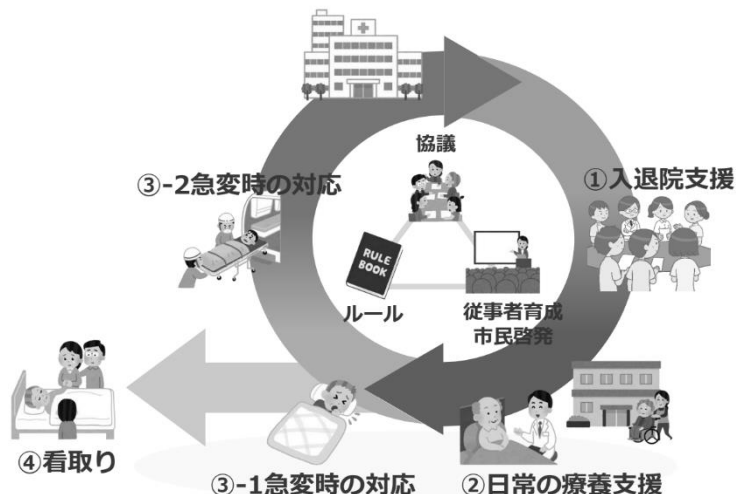 協議
①入退院支援
③-2急変時の対応
RULE
BOOK
ルール
従事者育成
市民啓発
④看取り
③-1急変時の対応
②日常の療養支援